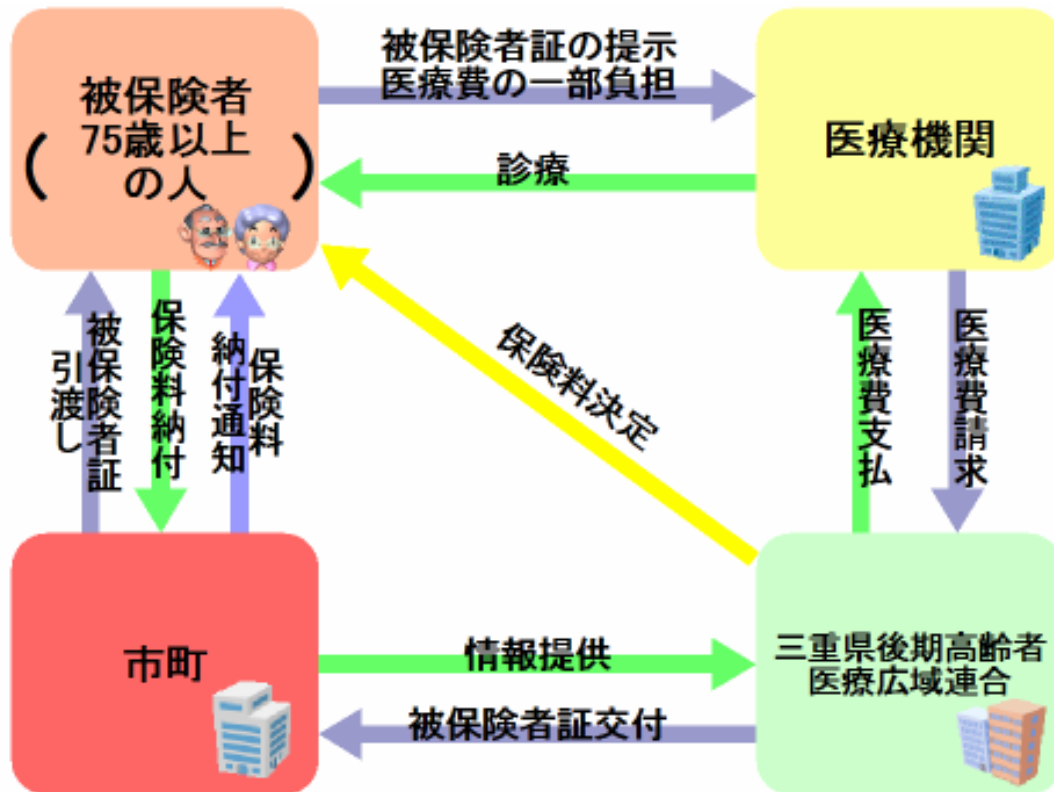 被保険者証の提示
医療費の一部負担
被保険者
(75歳以上
の人)
医療機関
診療
被保険者証
引渡し
保険料納付
保険料
納付通知
保険料決定
医療費支払
医療費請求
市町
情報提供
三重県後期高齢者
医療広域連合
被保険者証交付